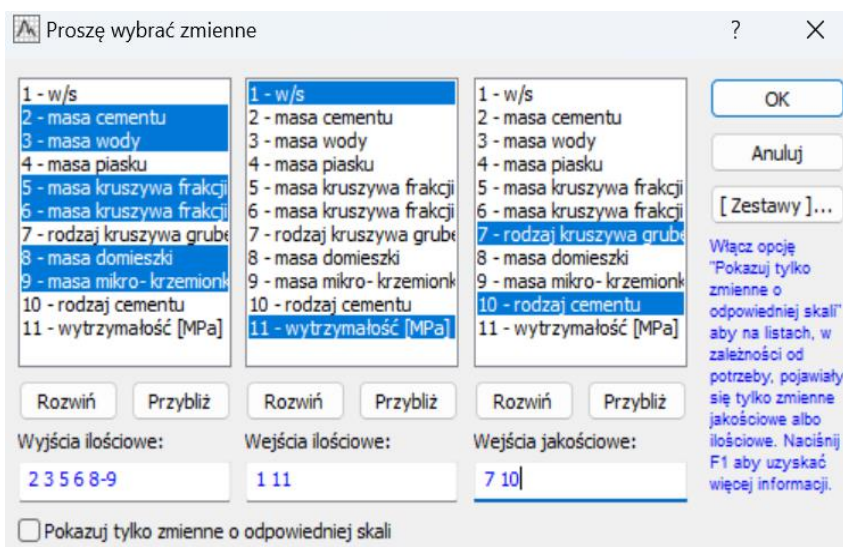 Proszę wybrać zmienne
?
1 - w/s
2 - masa cementu
3 - masa wody
4 - masa piasku
5 - masa kruszywa frakcji
6 - masa kruszywa frakcji
7 - rodzaj kruszywa grube
8 - masa domieszki
9 - masa mikro- krzemionk
10 - rodzaj cementu
11 - wytrzymałość [MPa]
1 - w/s
2 - masa cementu
3 - masa wody
4 - masa piasku
5 - masa kruszywa frakcji
6 - masa kruszywa frakcji
7 - rodzaj kruszywa grube
8 - masa domieszki
9 - masa mikro- krzemionk
10 - rodzaj cementu
11 - wytrzymałość [MPa]
1 - w/s
2 - masa cementu
3 - masa wody
4 - masa piasku
5 - masa kruszywa frakcji
6 - masa kruszywa frakcji
7 - rodzaj kruszywa grube
8 - masa domieszki
9 - masa mikro- krzemionk
10 - rodzaj cementu
11 - wytrzymałość [MPa]
OK
Anuluj
[ Zestawy ]...
Włącz opcję
"Pokazuj tylko
zmienne o
odpowiedniej skali"
aby na listach, w
zależności od
potrzeby, pojawiały
się tylko zmienne
jakościowe albo
ilościowe. Naciśnij
F1 aby uzyskać
więcej informacji.
Rozwiń Przybliż Rozwiń Przybliż Rozwiń Przybliż
Wyjścia ilościowe: Wejścia ilościowe: Wejścia jakościowe:
2 3 5 6 8-9 1 11 7 10
Pokazuj tylko zmienne o odpowiedniej skali